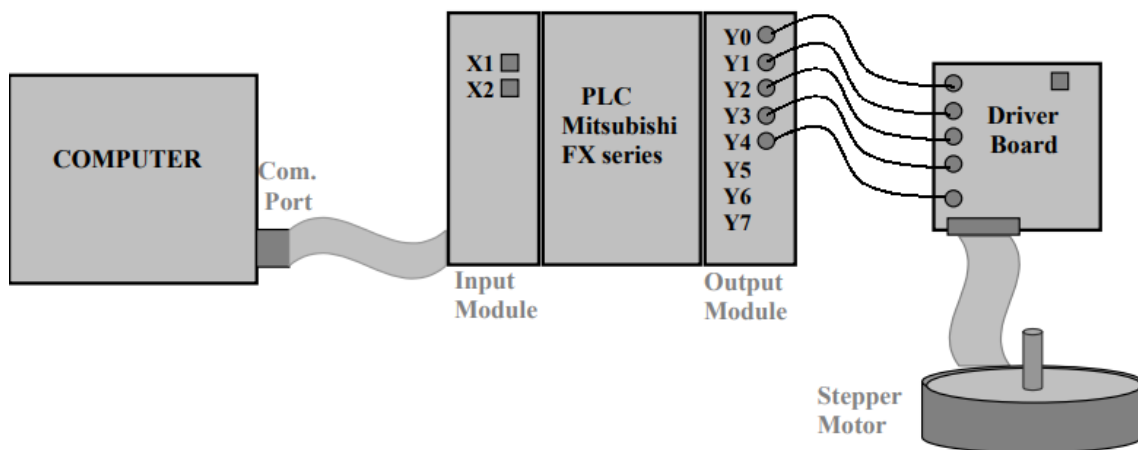 COMPUTER
Com.
Port
X1
X2
Input
Module
PLC
Mitsubishi
FX series
Y0
Y1
Y2
Y3
Y4
Y5
Y6
Y7
Output
Module
Driver
Board
Stepper
Motor